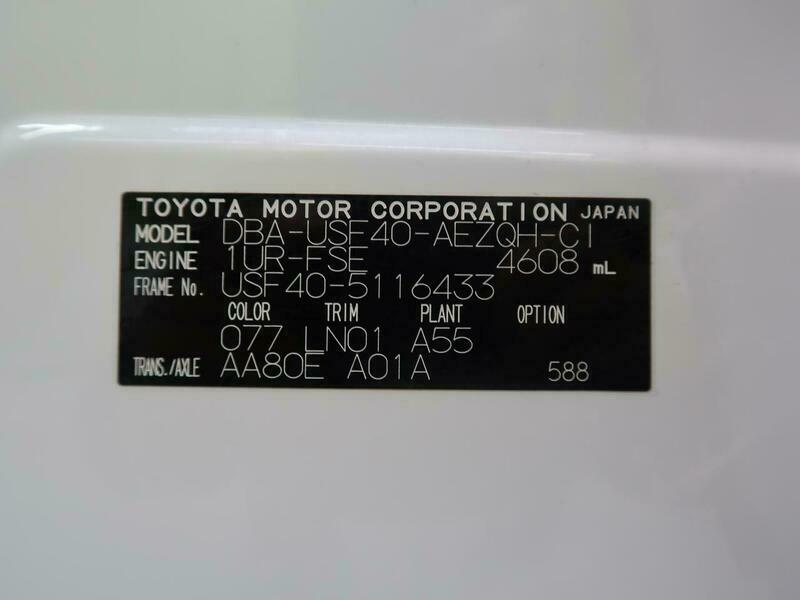 TOYOTA MOTOR CORPORATION JAPAN
MODEL DBA-USF40-AEZQH-CI
ENGINE 1UR-FSE 4608 mL
FRAME No. USF40-5116433
COLOR TRIM PLANT OPTION
077 LN01 A55
TRANS./AXLE AA80E A01A 588